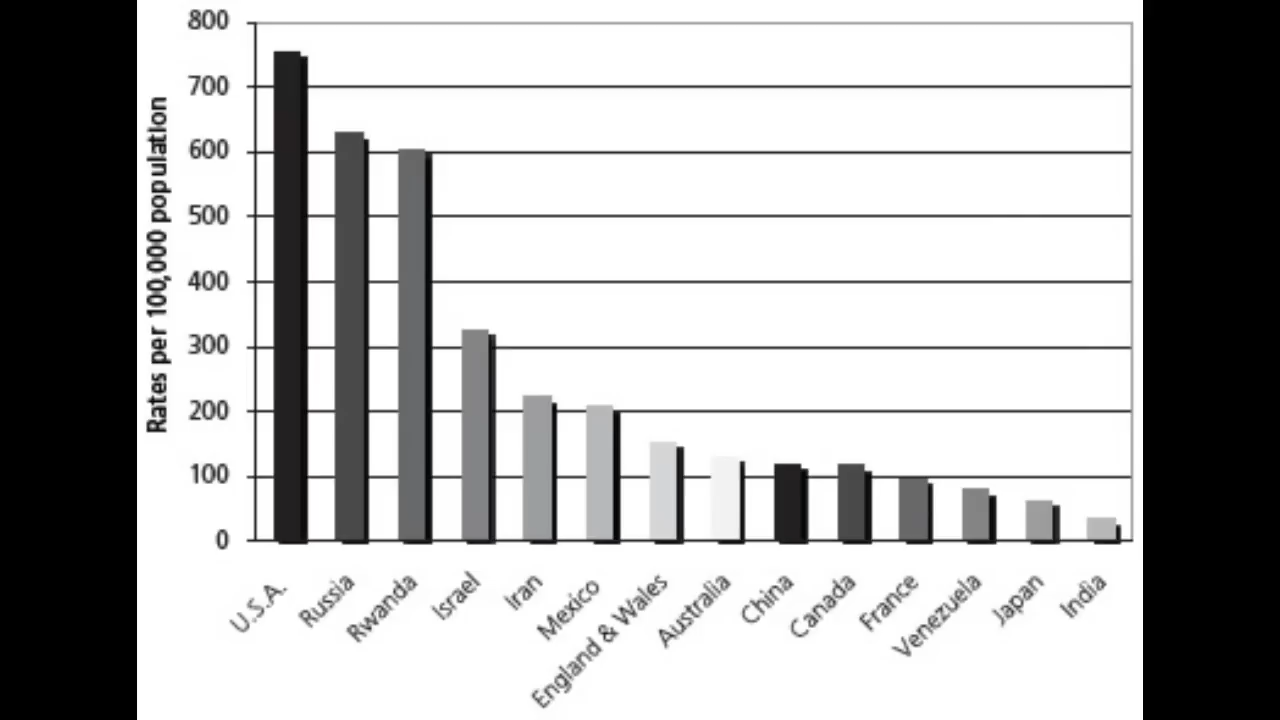 800
700
600
500
400
300
200
100
0
Rates per 100,000 population
U.S.A.
Russia
Rwanda
Israel
Iran
Mexico
England & Wales
Australia
China
Canada
France
Venezuela
Japan
India